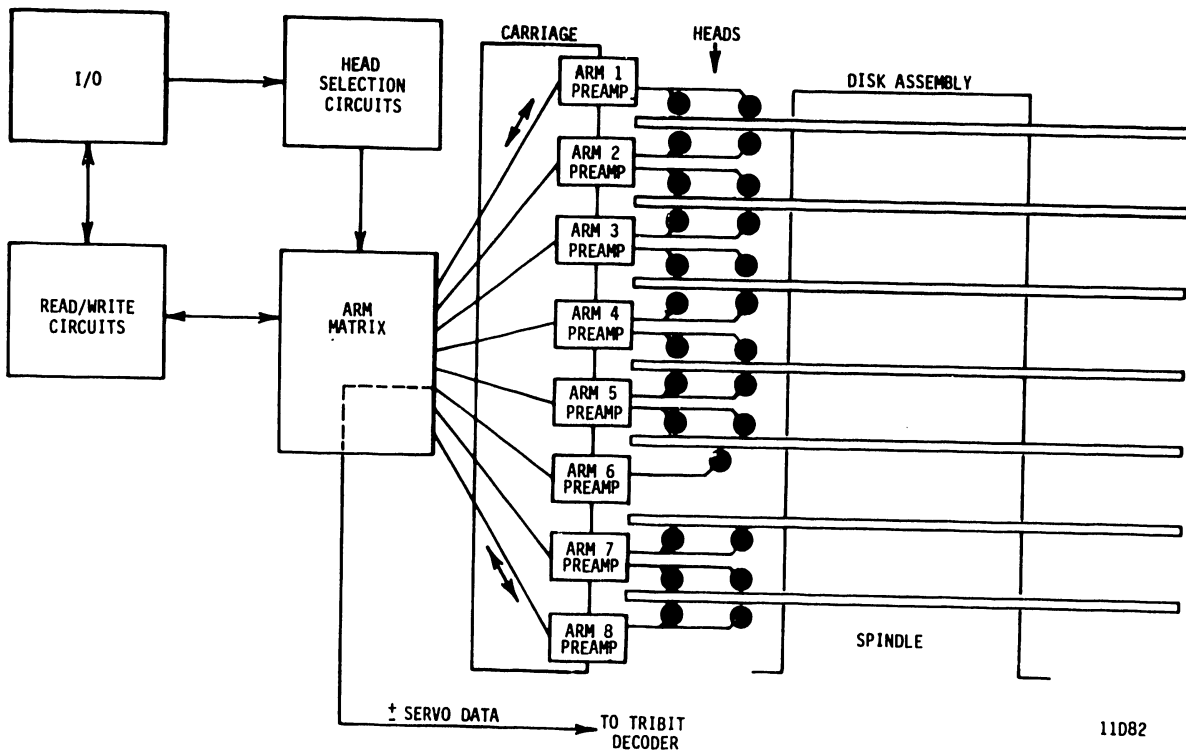 I/O
HEAD
SELECTION
CIRCUITS
CARRIAGE
HEADS
DISK ASSEMBLY
ARM 1
PREAMP
ARM 2
PREAMP
ARM 3
PREAMP
ARM 4
PREAMP
ARM 5
PREAMP
ARM 6
PREAMP
ARM 7
PREAMP
ARM 8
PREAMP
READ/WRITE
CIRCUITS
ARM
MATRIX
SPINDLE
± SERVO DATA
TO TRIBIT
DECODER
11D82